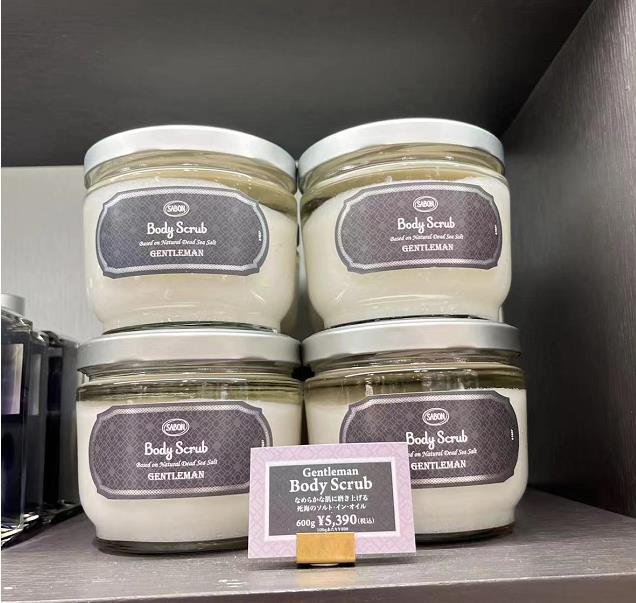 SABON
Body Scrub
Based on Natural Dead Sea Salt
GENTLEMAN
SABON
Body Scrub
Based on Natural Dead Sea Salt
GENTLEMAN
SABON
Body Scrub
Based on Natural Dead Sea Salt
GENTLEMAN
SABON
Body Scrub
ed on Natural Dead Sea Salt
GENTLEMAN
Gentleman
Body Scrub
なめらかな肌に磨き上げる
死海のソルト・イン・オイル
600g ¥5,390(税込)